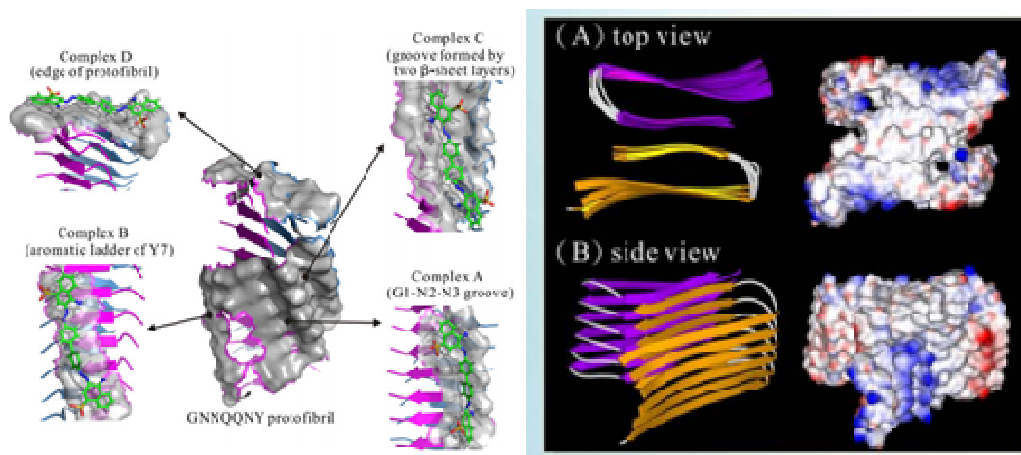 Complex D
(edge of protofibril)
Complex C
(groove formed by
two β-sheet layers)
Complex B
(aromatic ladder of Y7)
Complex A
(G1-N2-N3 groove)
GNNQQNY protofibril
(A) top view
(B) side view